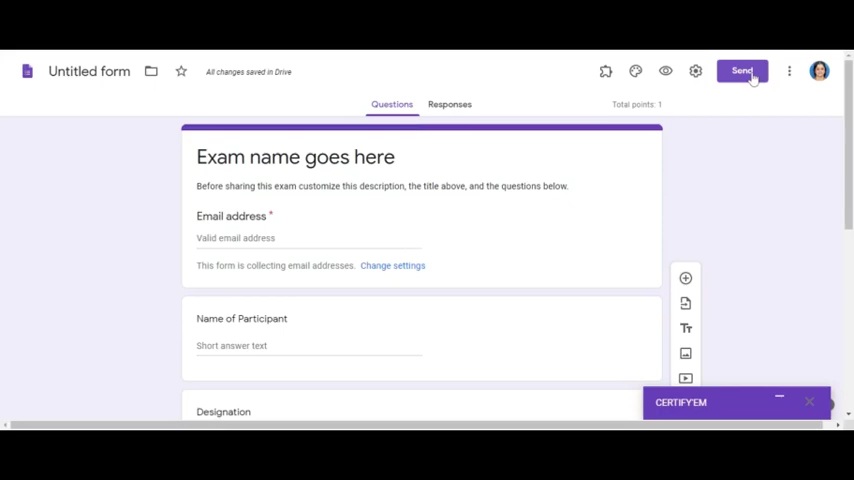 Untitled form
All changes saved in Drive
Send
Questions
Responses
Total points: 1
Exam name goes here
Before sharing this exam customize this description, the title above, and the questions below.
Email address *
Valid email address
This form is collecting email addresses. Change settings
Name of Participant
Short answer text
Tт
CERTIFY'EM
Designation